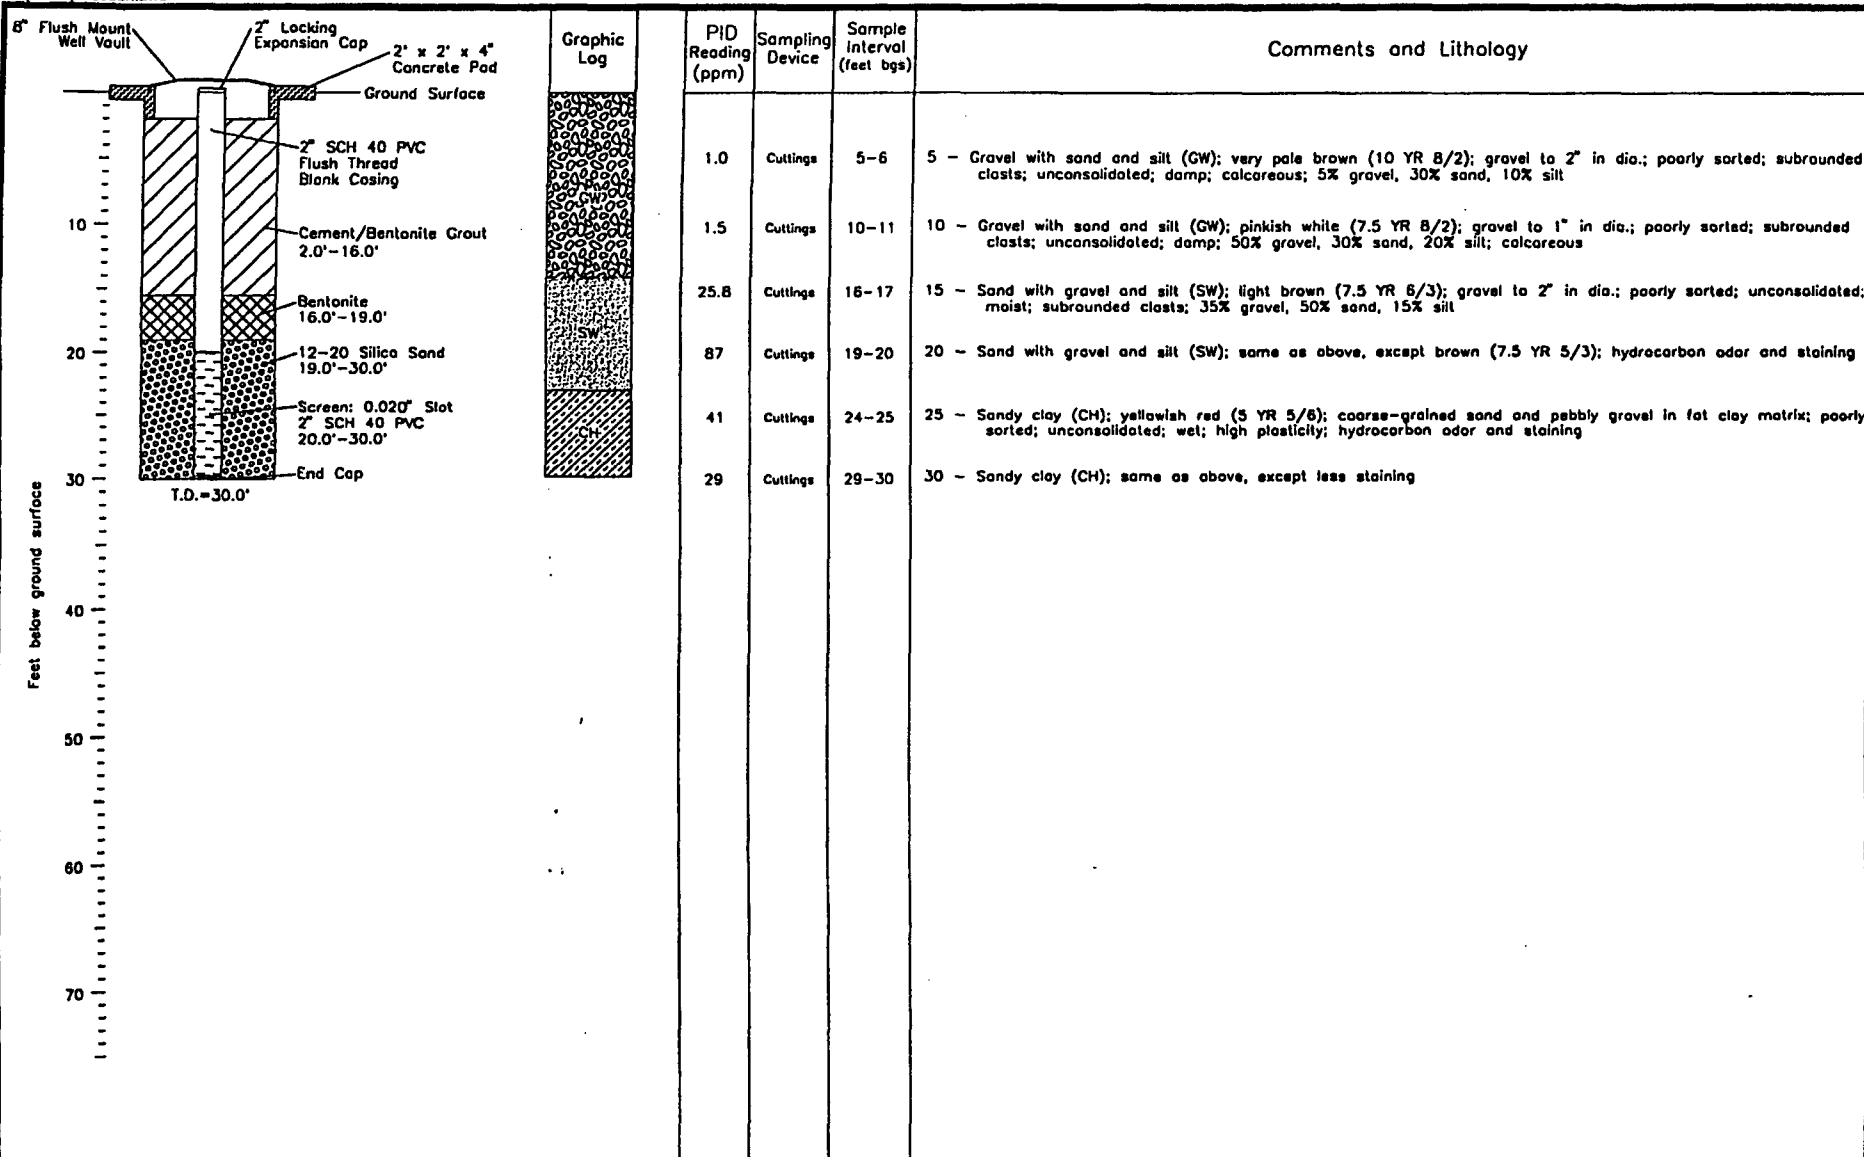 8" Flush Mount
Well Vault
2" Locking
Expansion Cap
2' x 2' x 4"
Concrete Pad
Ground Surface
2" SCH 40 PVC
Flush Thread
Blank Casing
Cement/Bentonite Grout
2.0'-16.0'
Bentonite
16.0'-19.0'
12-20 Silica Sand
19.0'-30.0'
Screen: 0.020" Slot
2" SCH 40 PVC
20.0'-30.0'
End Cap
T.D.=30.0'
Feet below ground surface
10
20
30
40
50
60
70
Graphic
Log
GW
SW
CH
PID
Reading
(ppm)
Sampling
Device
Sample
Interval
(feet bgs)
Comments and Lithology
1.0 Cuttings 5-6 5 - Gravel with sand and silt (GW); very pale brown (10 YR 8/2); gravel to 2" in dia.; poorly sorted; subrounded
clasts; unconsolidated; damp; calcareous; 5% gravel, 30% sand, 10% silt
1.5 Cuttings 10-11 10 - Gravel with sand and silt (GW); pinkish white (7.5 YR 8/2); gravel to 1" in dia.; poorly sorted; subrounded
clasts; unconsolidated; damp; 50% gravel, 30% sand, 20% silt; calcareous
25.8 Cuttings 16-17 15 - Sand with gravel and silt (SW); light brown (7.5 YR 6/3); gravel to 2" in dia.; poorly sorted; unconsolidated;
moist; subrounded clasts; 35% gravel, 50% sand, 15% silt
87 Cuttings 19-20 20 - Sand with gravel and silt (SW); same as above, except brown (7.5 YR 5/3); hydrocarbon odor and staining
41 Cuttings 24-25 25 - Sandy clay (CH); yellowish red (5 YR 5/6); coarse-grained sand and pebbly gravel in fat clay matrix; poorly
sorted; unconsolidated; wet; high plasticity; hydrocarbon odor and staining
29 Cuttings 29-30 30 - Sandy clay (CH); same as above, except less staining